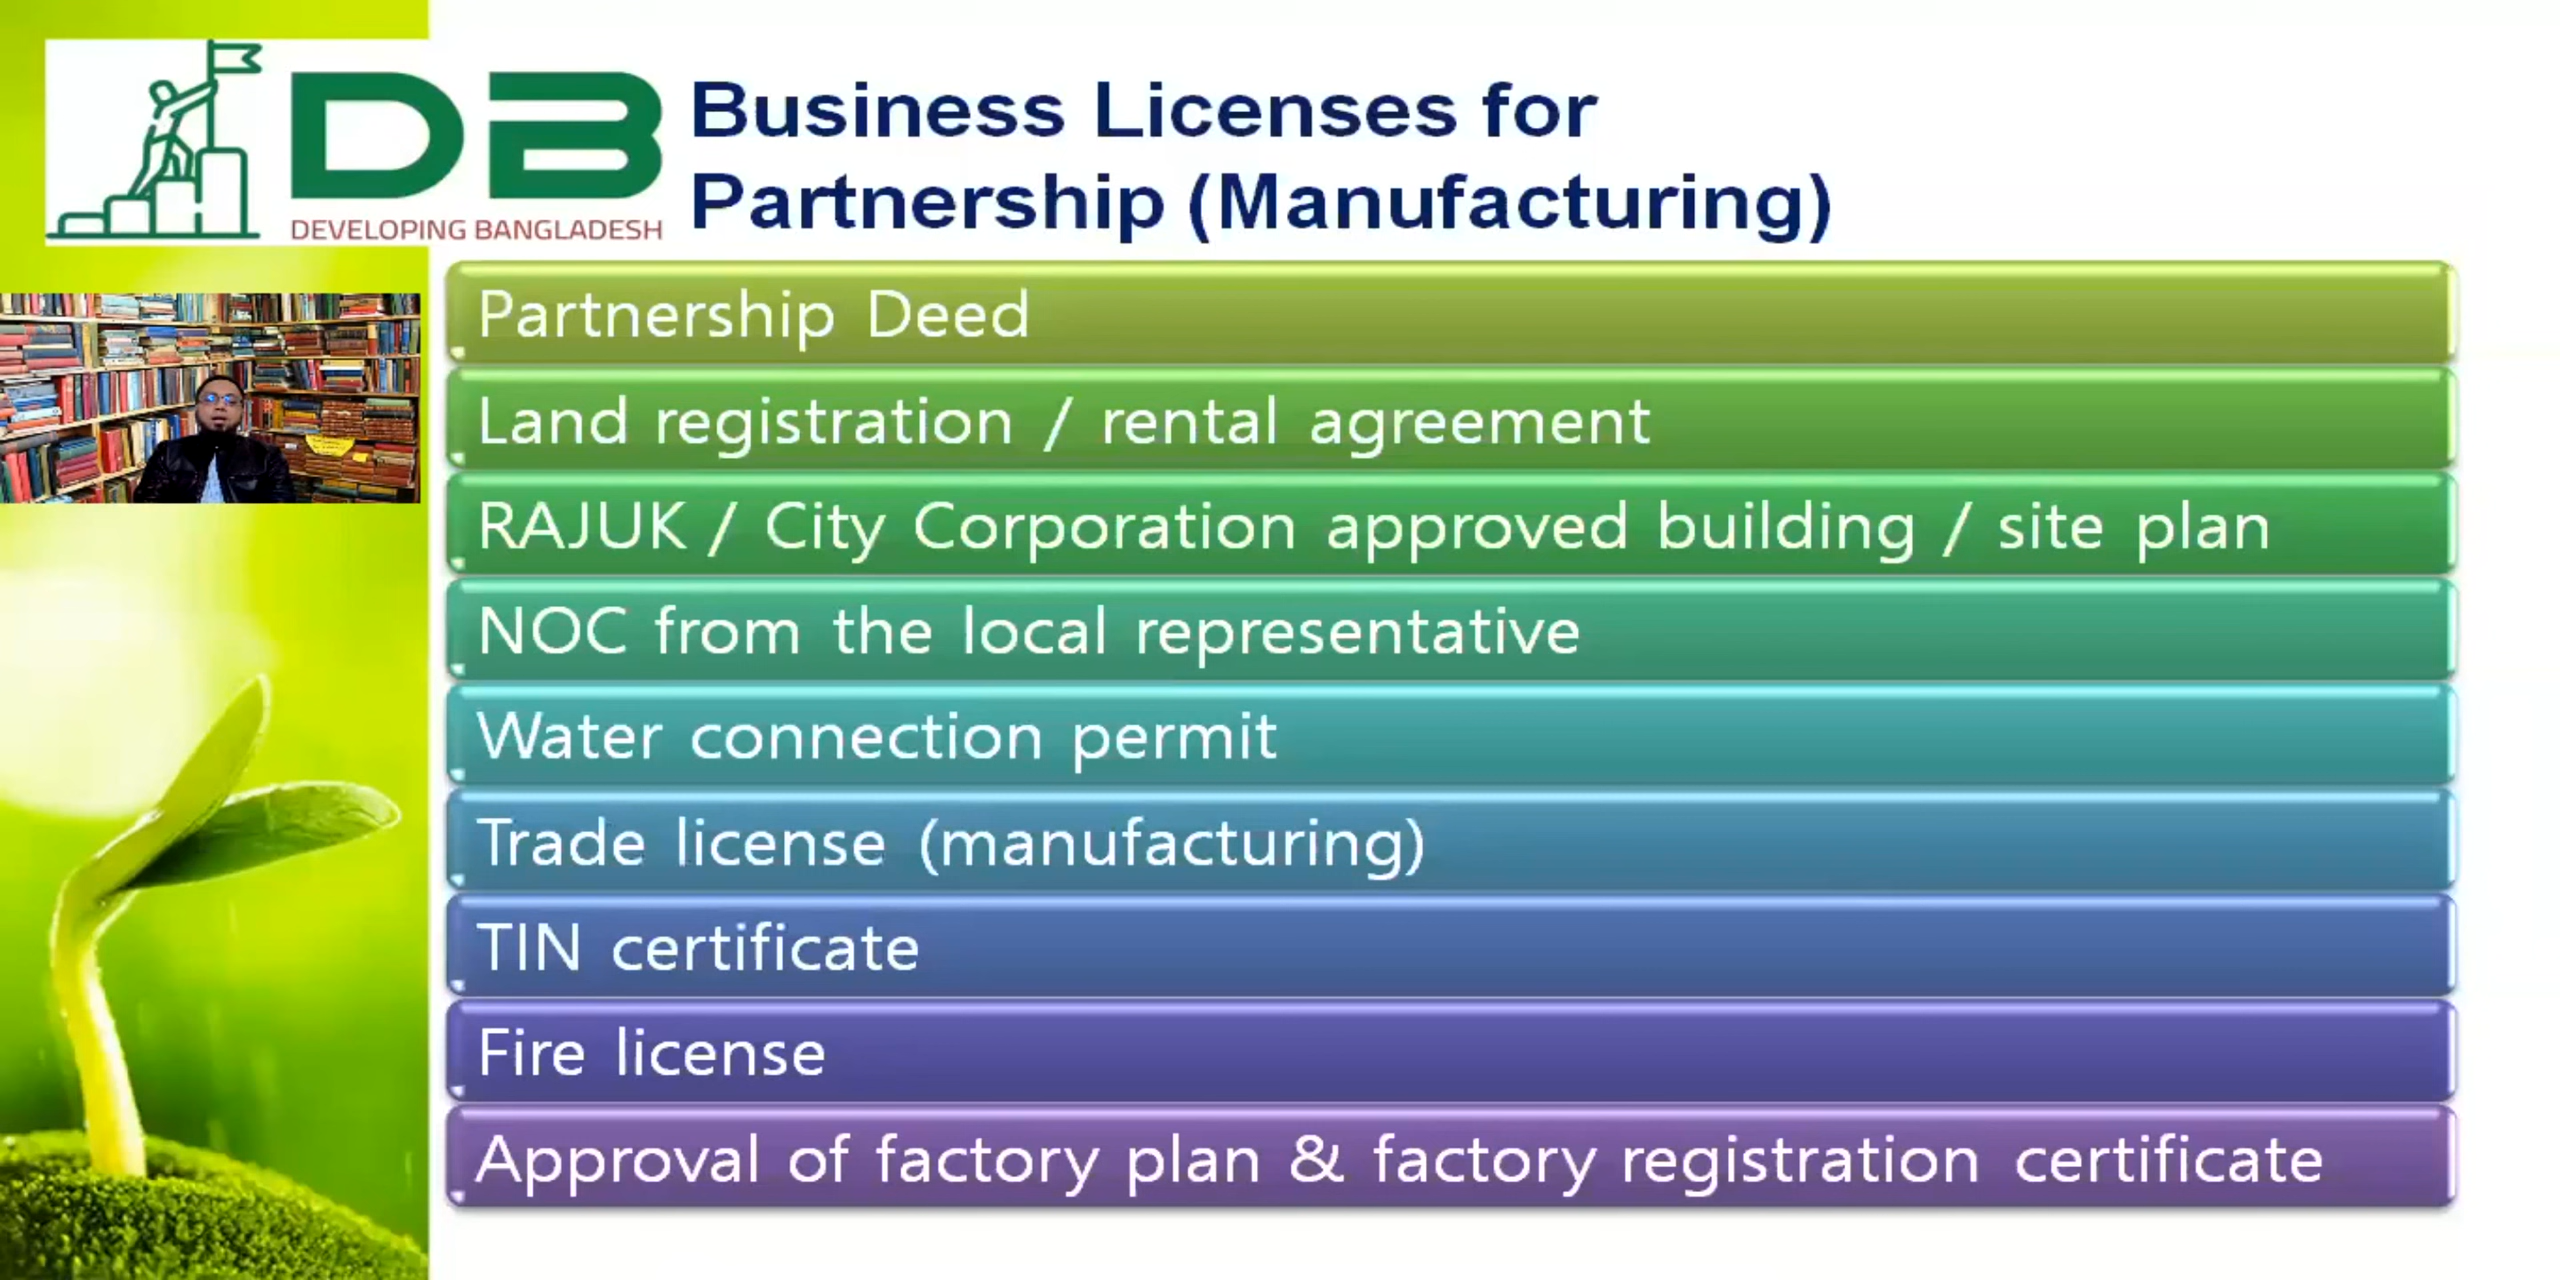 DB
DEVELOPING BANGLADESH
Business Licenses for
Partnership (Manufacturing)
Partnership Deed
Land registration / rental agreement
RAJUK / City Corporation approved building / site plan
NOC from the local representative
Water connection permit
Trade license (manufacturing)
TIN certificate
Fire license
Approval of factory plan & factory registration certificate